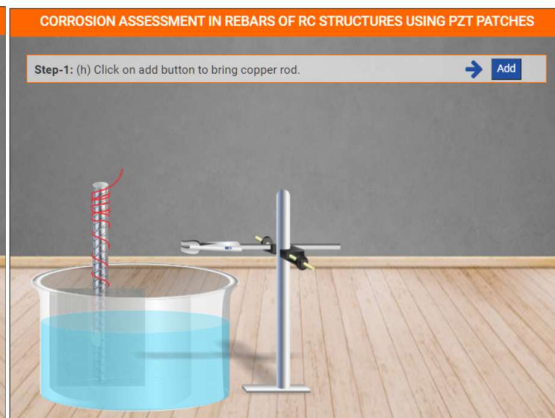 CORROSION ASSESSMENT IN REBARS OF RC STRUCTURES USING PZT PATCHES
Step-1: (h) Click on add button to bring copper rod.
Add